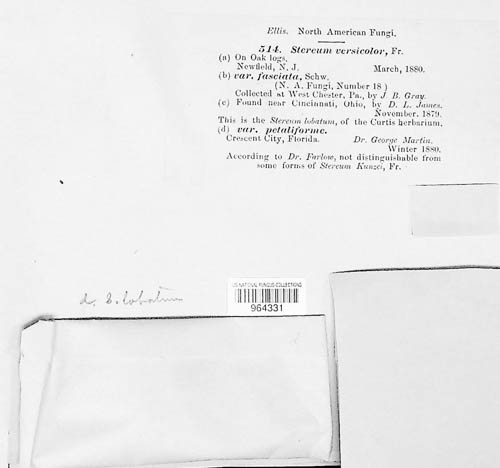 Ellis. North American Fungi.
514. Stereum versicolor, Fr.
(a) On Oak logs.
Newfield, N. J. March, 1880.
(b) var. fasciata, Schw.
(N. A. Fungi, Number 18 )
Collected at West Chester, Pa., by J. B. Gray.
(c) Found near Cincinnati, Ohio, by D. L. James.
November. 1879.
This is the Stereum lobatum, of the Curtis herbarium.
(d) var. petaliforme.
Crescent City, Florida. Dr. George Martin.
Winter 1880.
According to Dr. Farlow, not distinguishable from
some forms of Stereum Kunzei, Fr.
d. S. lobatum
US NATIONAL FUNGUS COLLECTIONS
964331